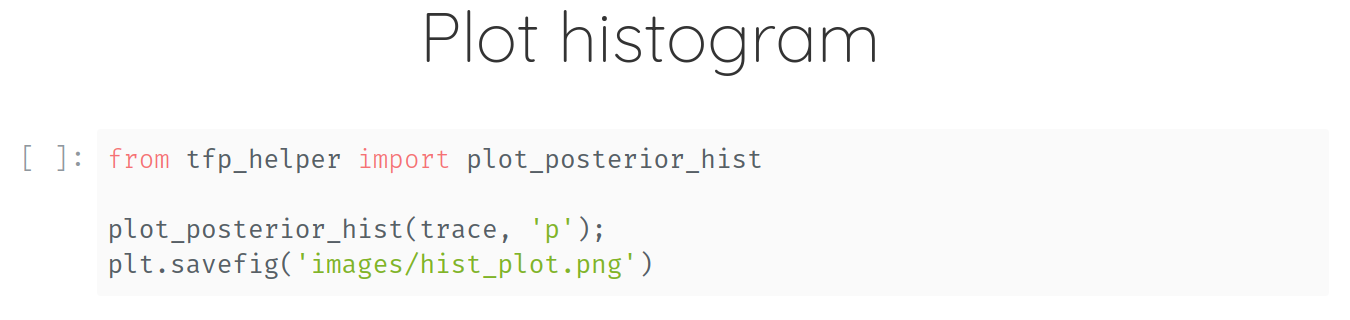 Plot histogram
[ ]: from tfp_helper import plot_posterior_hist
plot_posterior_hist(trace, 'p');
plt.savefig('images/hist_plot.png')